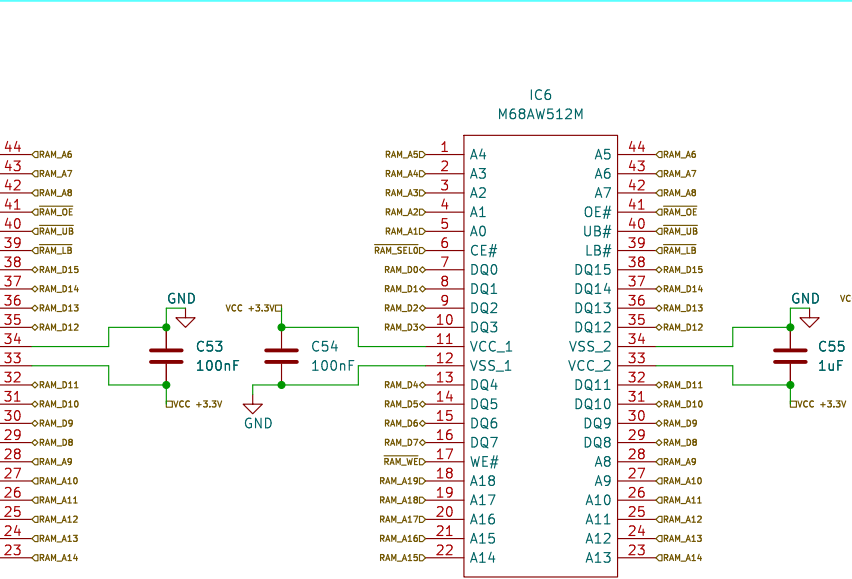 IC6
M68AW512M
44 RAM_A6
43 RAM_A7
42 RAM_A8
41 RAM_OE
40 RAM_UB
39 RAM_LB
38 RAM_D15
37 RAM_D14
36 RAM_D13
35 RAM_D12
34
33
32 RAM_D11
31 RAM_D10
30 RAM_D9
29 RAM_D8
28 RAM_A9
27 RAM_A10
26 RAM_A11
25 RAM_A12
24 RAM_A13
23 RAM_A14
GND
C53
100nF
VCC +3.3V
VCC +3.3V
C54
100nF
GND
RAM_A5 1 A4
RAM_A4 2 A3
RAM_A3 3 A2
RAM_A2 4 A1
RAM_A1 5 A0
RAM_SEL0 6 CE#
RAM_D0 7 DQ0
RAM_D1 8 DQ1
RAM_D2 9 DQ2
RAM_D3 10 DQ3
11 VCC_1
12 VSS_1
RAM_D4 13 DQ4
RAM_D5 14 DQ5
RAM_D6 15 DQ6
RAM_D7 16 DQ7
RAM_WE 17 WE#
RAM_A19 18 A18
RAM_A18 19 A17
RAM_A17 20 A16
RAM_A16 21 A15
RAM_A15 22 A14
A5 44 RAM_A6
A6 43 RAM_A7
A7 42 RAM_A8
OE# 41 RAM_OE
UB# 40 RAM_UB
LB# 39 RAM_LB
DQ15 38 RAM_D15
DQ14 37 RAM_D14
DQ13 36 RAM_D13
DQ12 35 RAM_D12
VSS_2 34
VCC_2 33
DQ11 32 RAM_D11
DQ10 31 RAM_D10
DQ9 30 RAM_D9
DQ8 29 RAM_D8
A8 28 RAM_A9
A9 27 RAM_A10
A10 26 RAM_A11
A11 25 RAM_A12
A12 24 RAM_A13
A13 23 RAM_A14
GND
C55
1uF
VCC +3.3V
VC